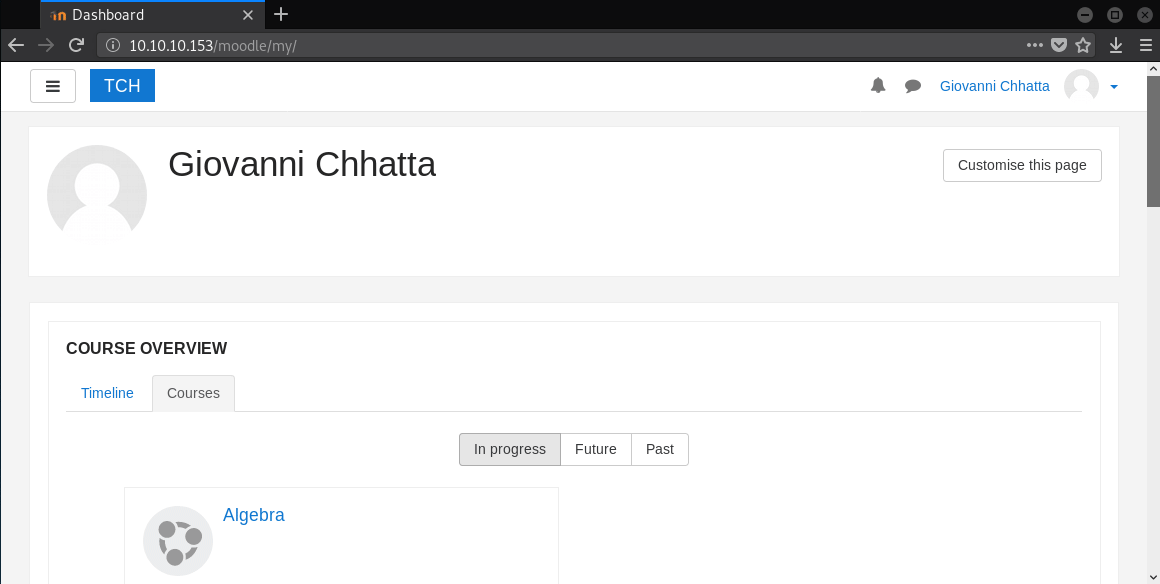 Dashboard
10.10.10.153/moodle/my/
TCH
Giovanni Chhatta
Giovanni Chhatta
Customise this page
COURSE OVERVIEW
Timeline
Courses
In progress
Future
Past
Algebra